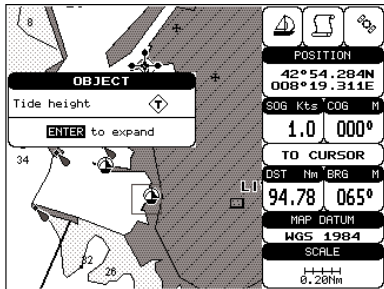 8
OBJECT
Tide height T
ENTER to expand
34
32
26
LI
POSITION
42°54.284N
008°19.311E
SOG Kts COG M
1.0 000°
TO CURSOR
DST Nm BRG M
94.78 065°
MAP DATUM
WGS 1984
SCALE
0.20Nm